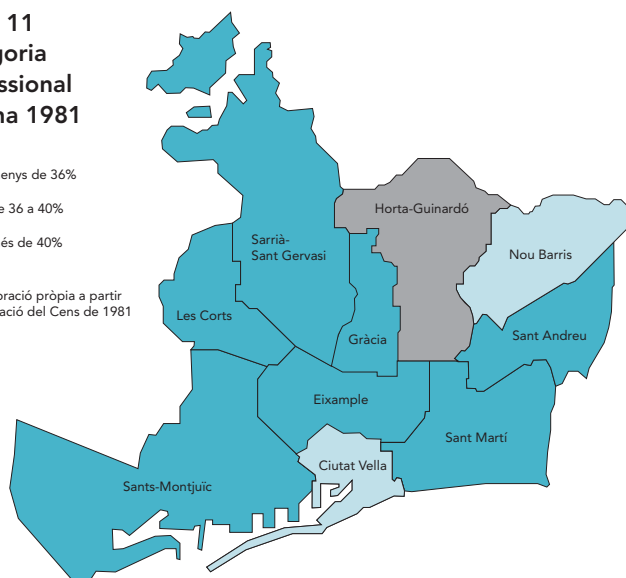 11
goria
ssional
na 1981
enys de 36%
e 36 a 40%
és de 40%
oració pròpia a partir
ació del Cens de 1981
Horta-Guinardó
Nou Barris
Sarrià-
Sant Gervasi
Les Corts
Gràcia
Sant Andreu
Eixample
Sant Martí
Ciutat Vella
Sants-Montjuïc